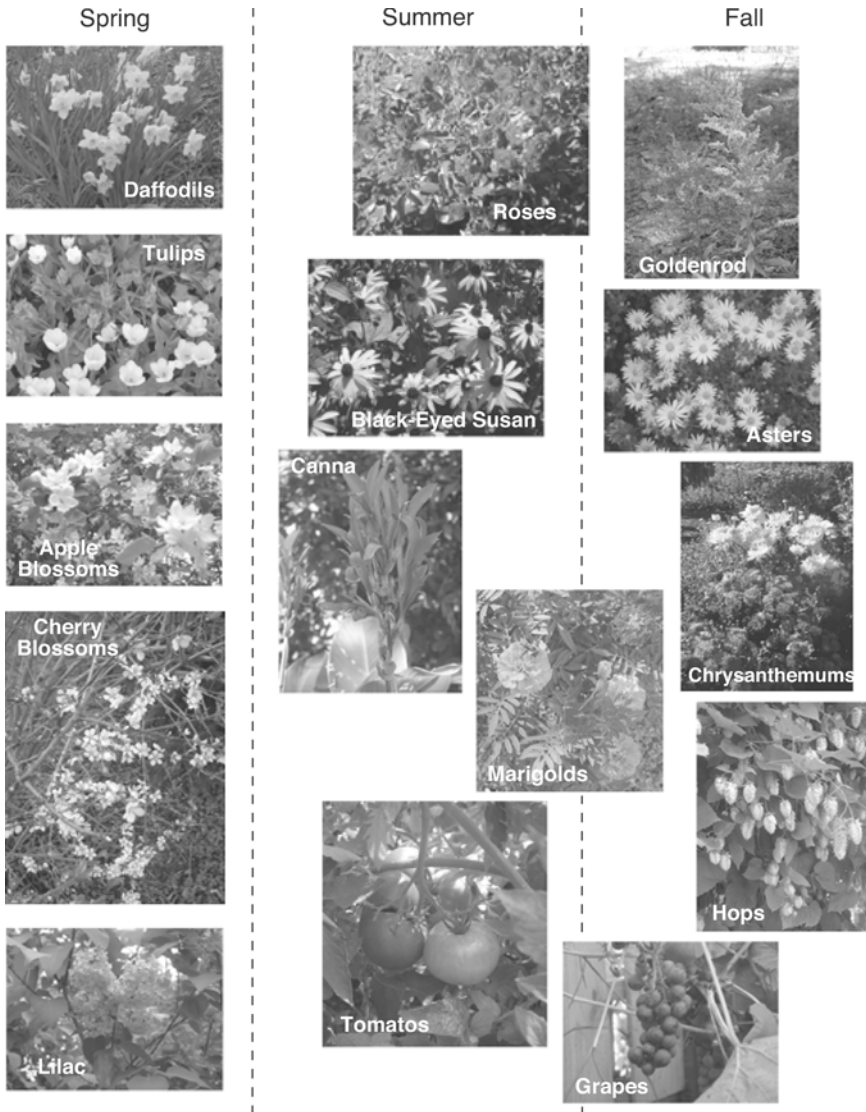 Spring
Summer
Fall
Daffodils
Tulips
Apple
Blossoms
Cherry
Blossoms
Lilac
Roses
Black-Eyed Susan
Canna
Marigolds
Tomatos
Goldenrod
Asters
Chrysanthemums
Hops
Grapes